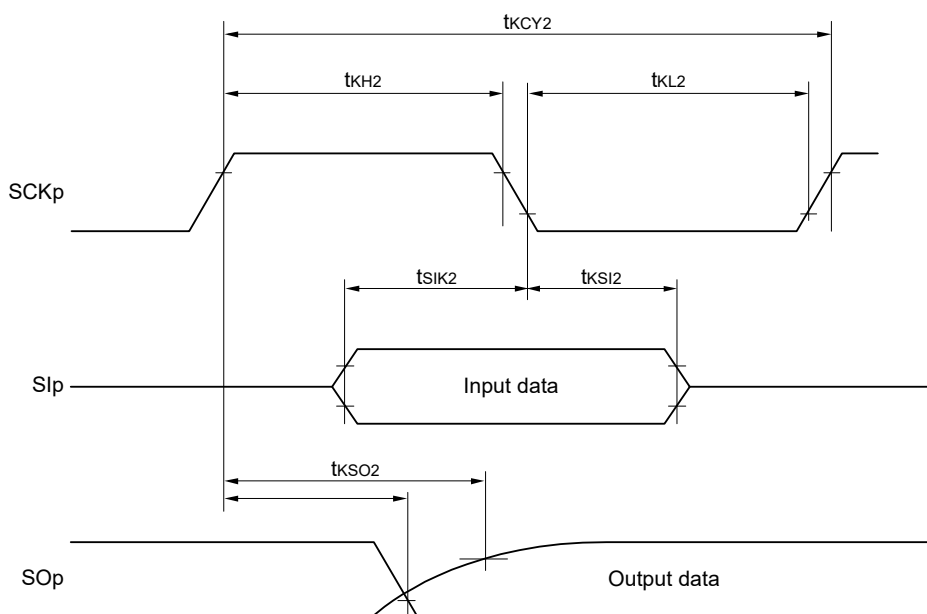 tKCY2
tKH2
tKL2
SCKp
tSIK2
tKSI2
SIp
Input data
tKSO2
SOp
Output data